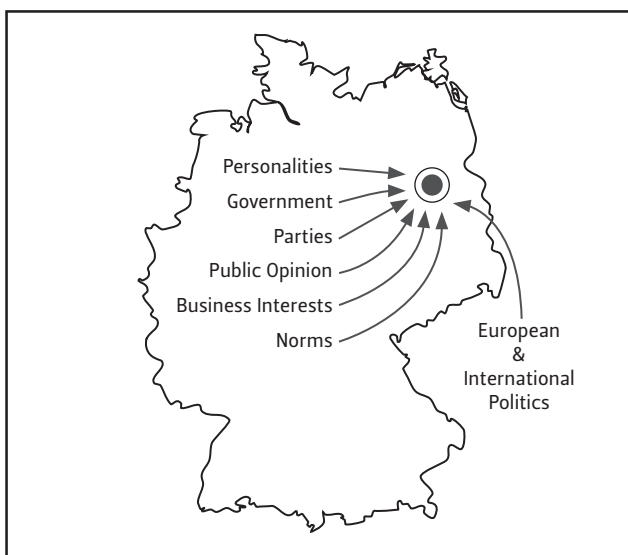 Personalities
Government
Parties
Public Opinion
Business Interests
Norms
European
&
International
Politics